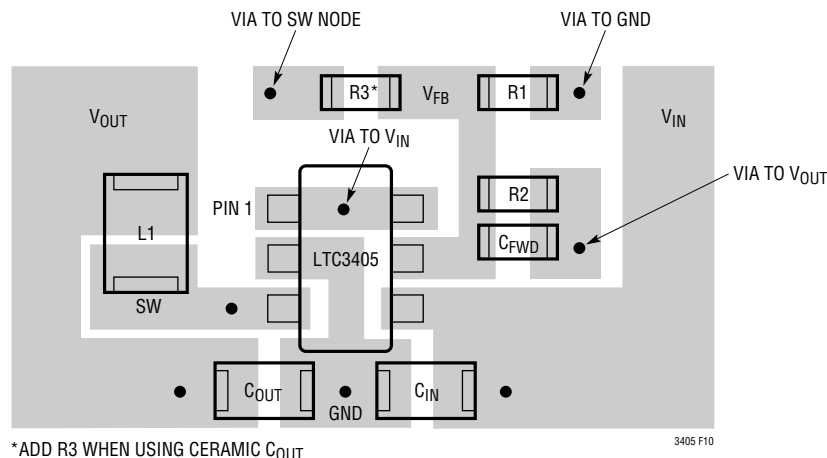 VIA TO SW NODE
VIA TO GND
R3*
VFB
R1
VOUT
VIN
VIA TO VIN
VIA TO VOUT
PIN 1
R2
L1
LTC3405
CFWD
SW
COUT
GND
CIN
*ADD R3 WHEN USING CERAMIC COUT
3405 F10